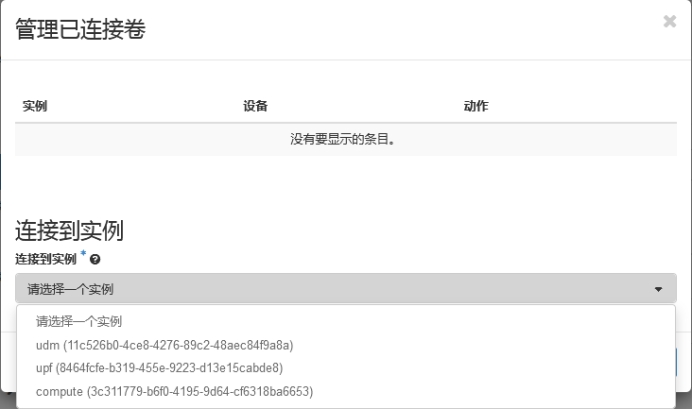 管理已连接卷
×
实例 设备 动作
没有要显示的条目。
连接到实例
连接到实例 * ?
请选择一个实例
请选择一个实例
udm (11c526b0-4ce8-4276-89c2-48aec84f9a8a)
upf (8464fcfe-b319-455e-9223-d13e15cabde8)
compute (3c311779-b6f0-4195-9d64-cf6318ba6653)